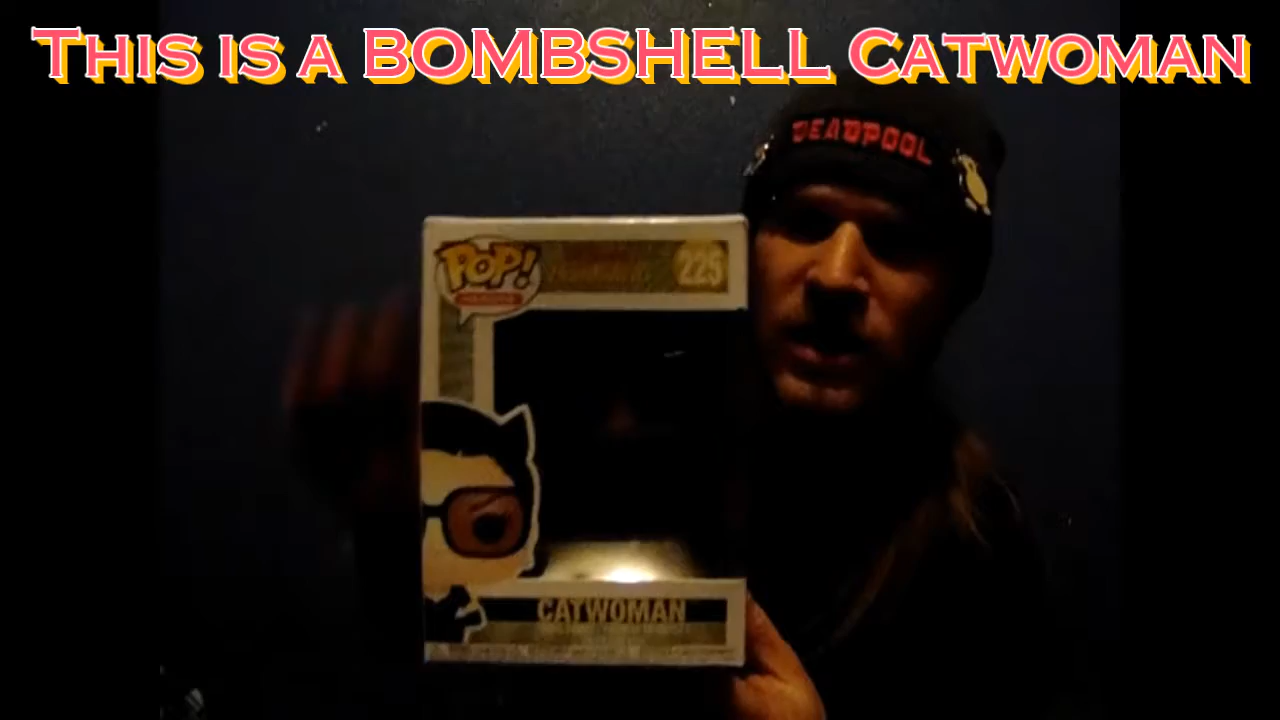 THIS IS A BOMBSHELL CATWOMAN
DEADPOOL
POP!
225
CATWOMAN